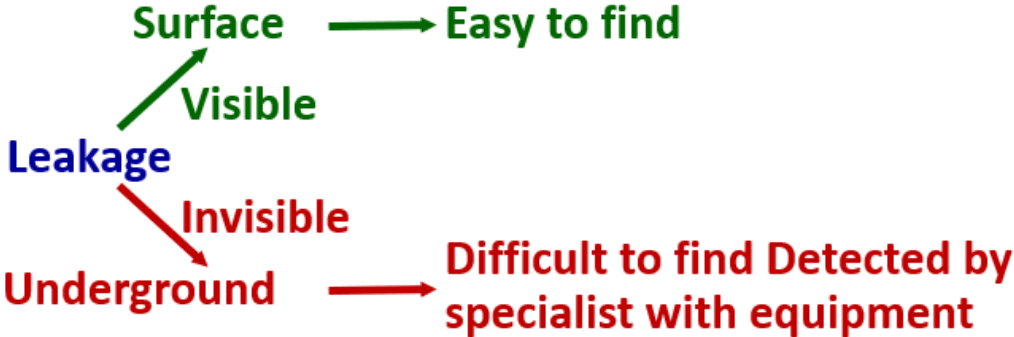 Surface
Easy to find
Visible
Leakage
Invisible
Underground
Difficult to find Detected by
specialist with equipment